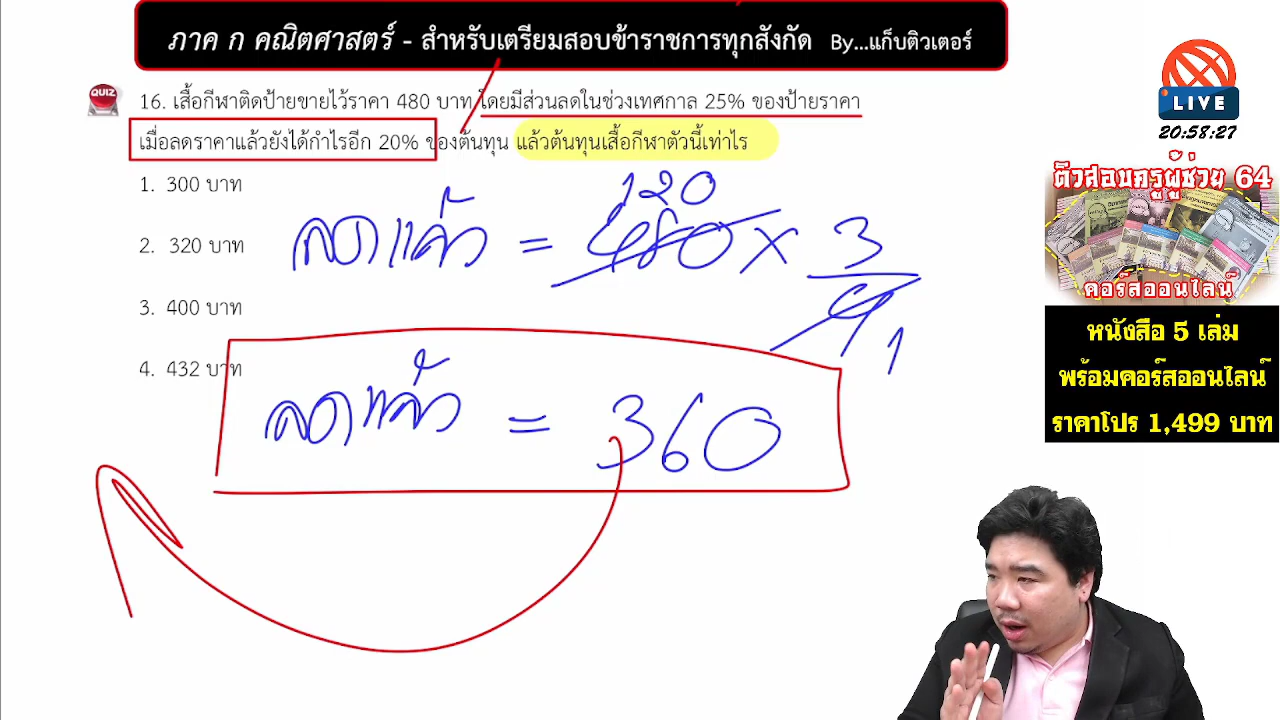 ภาค ก คณิตศาสตร์ - สำหรับเตรียมสอบข้าราชการทุกสังกัด By...แก็บติวเตอร์
QUIZ
16. เสื้อกีฬาติดป้ายขายไว้ราคา 480 บาท โดยมีส่วนลดในช่วงเทศกาล 25% ของป้ายราคา
เมื่อลดราคาแล้วยังได้กำไรอีก 20% ของต้นทุน แล้วต้นทุนเสื้อกีฬาตัวนี้เท่าไร
1. 300 บาท
2. 320 บาท
3. 400 บาท
4. 432 บาท
120
ลดแล้ว = 480 × 3
4 1
ลดแล้ว = 360
LIVE
20:58:27
ติวสอบครูผู้ช่วย 64
คอร์สออนไลน์
หนังสือ 5 เล่ม
พร้อมคอร์สออนไลน์
ราคาโปร 1,499 บาท